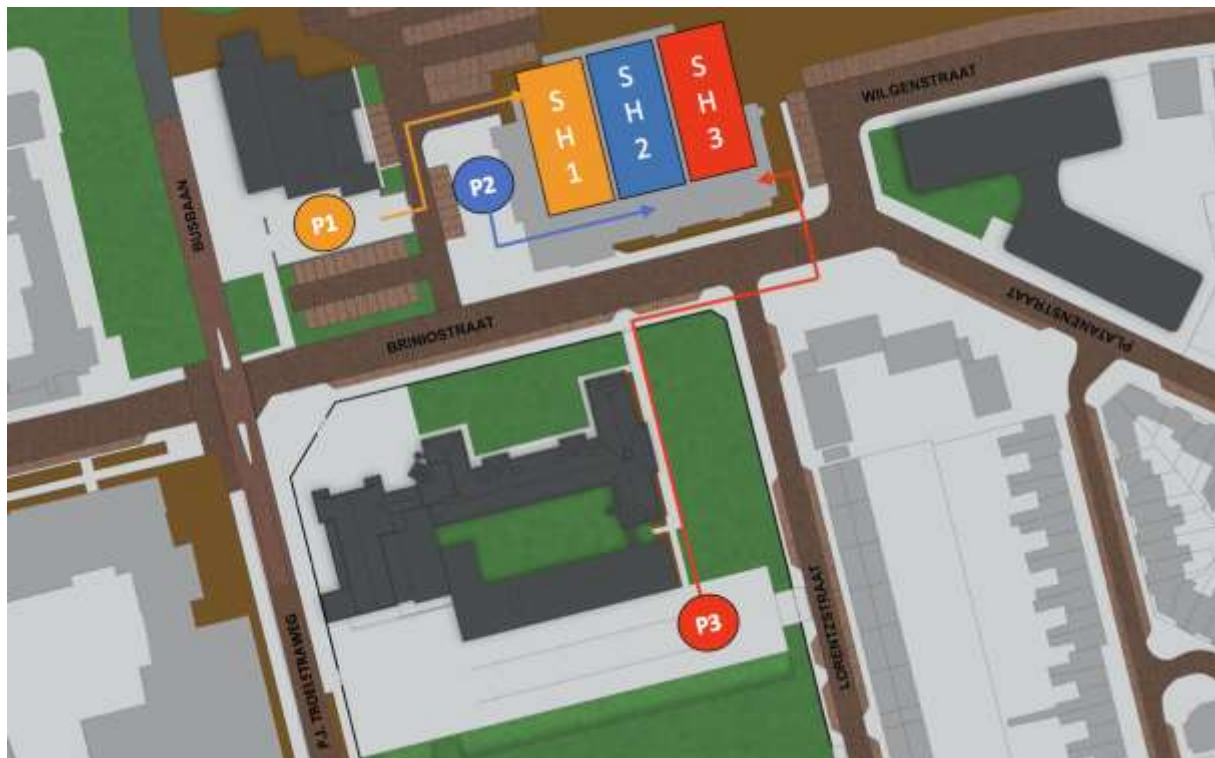 S
H
1
S
H
2
S
H
3
WILGENSTRAAT
P2
BUSBAAN
P1
PLATANENSTRAAT
BRINIOSTRAAT
P3
LORENTZSTRAAT
P.J. TROELSTRAWEG